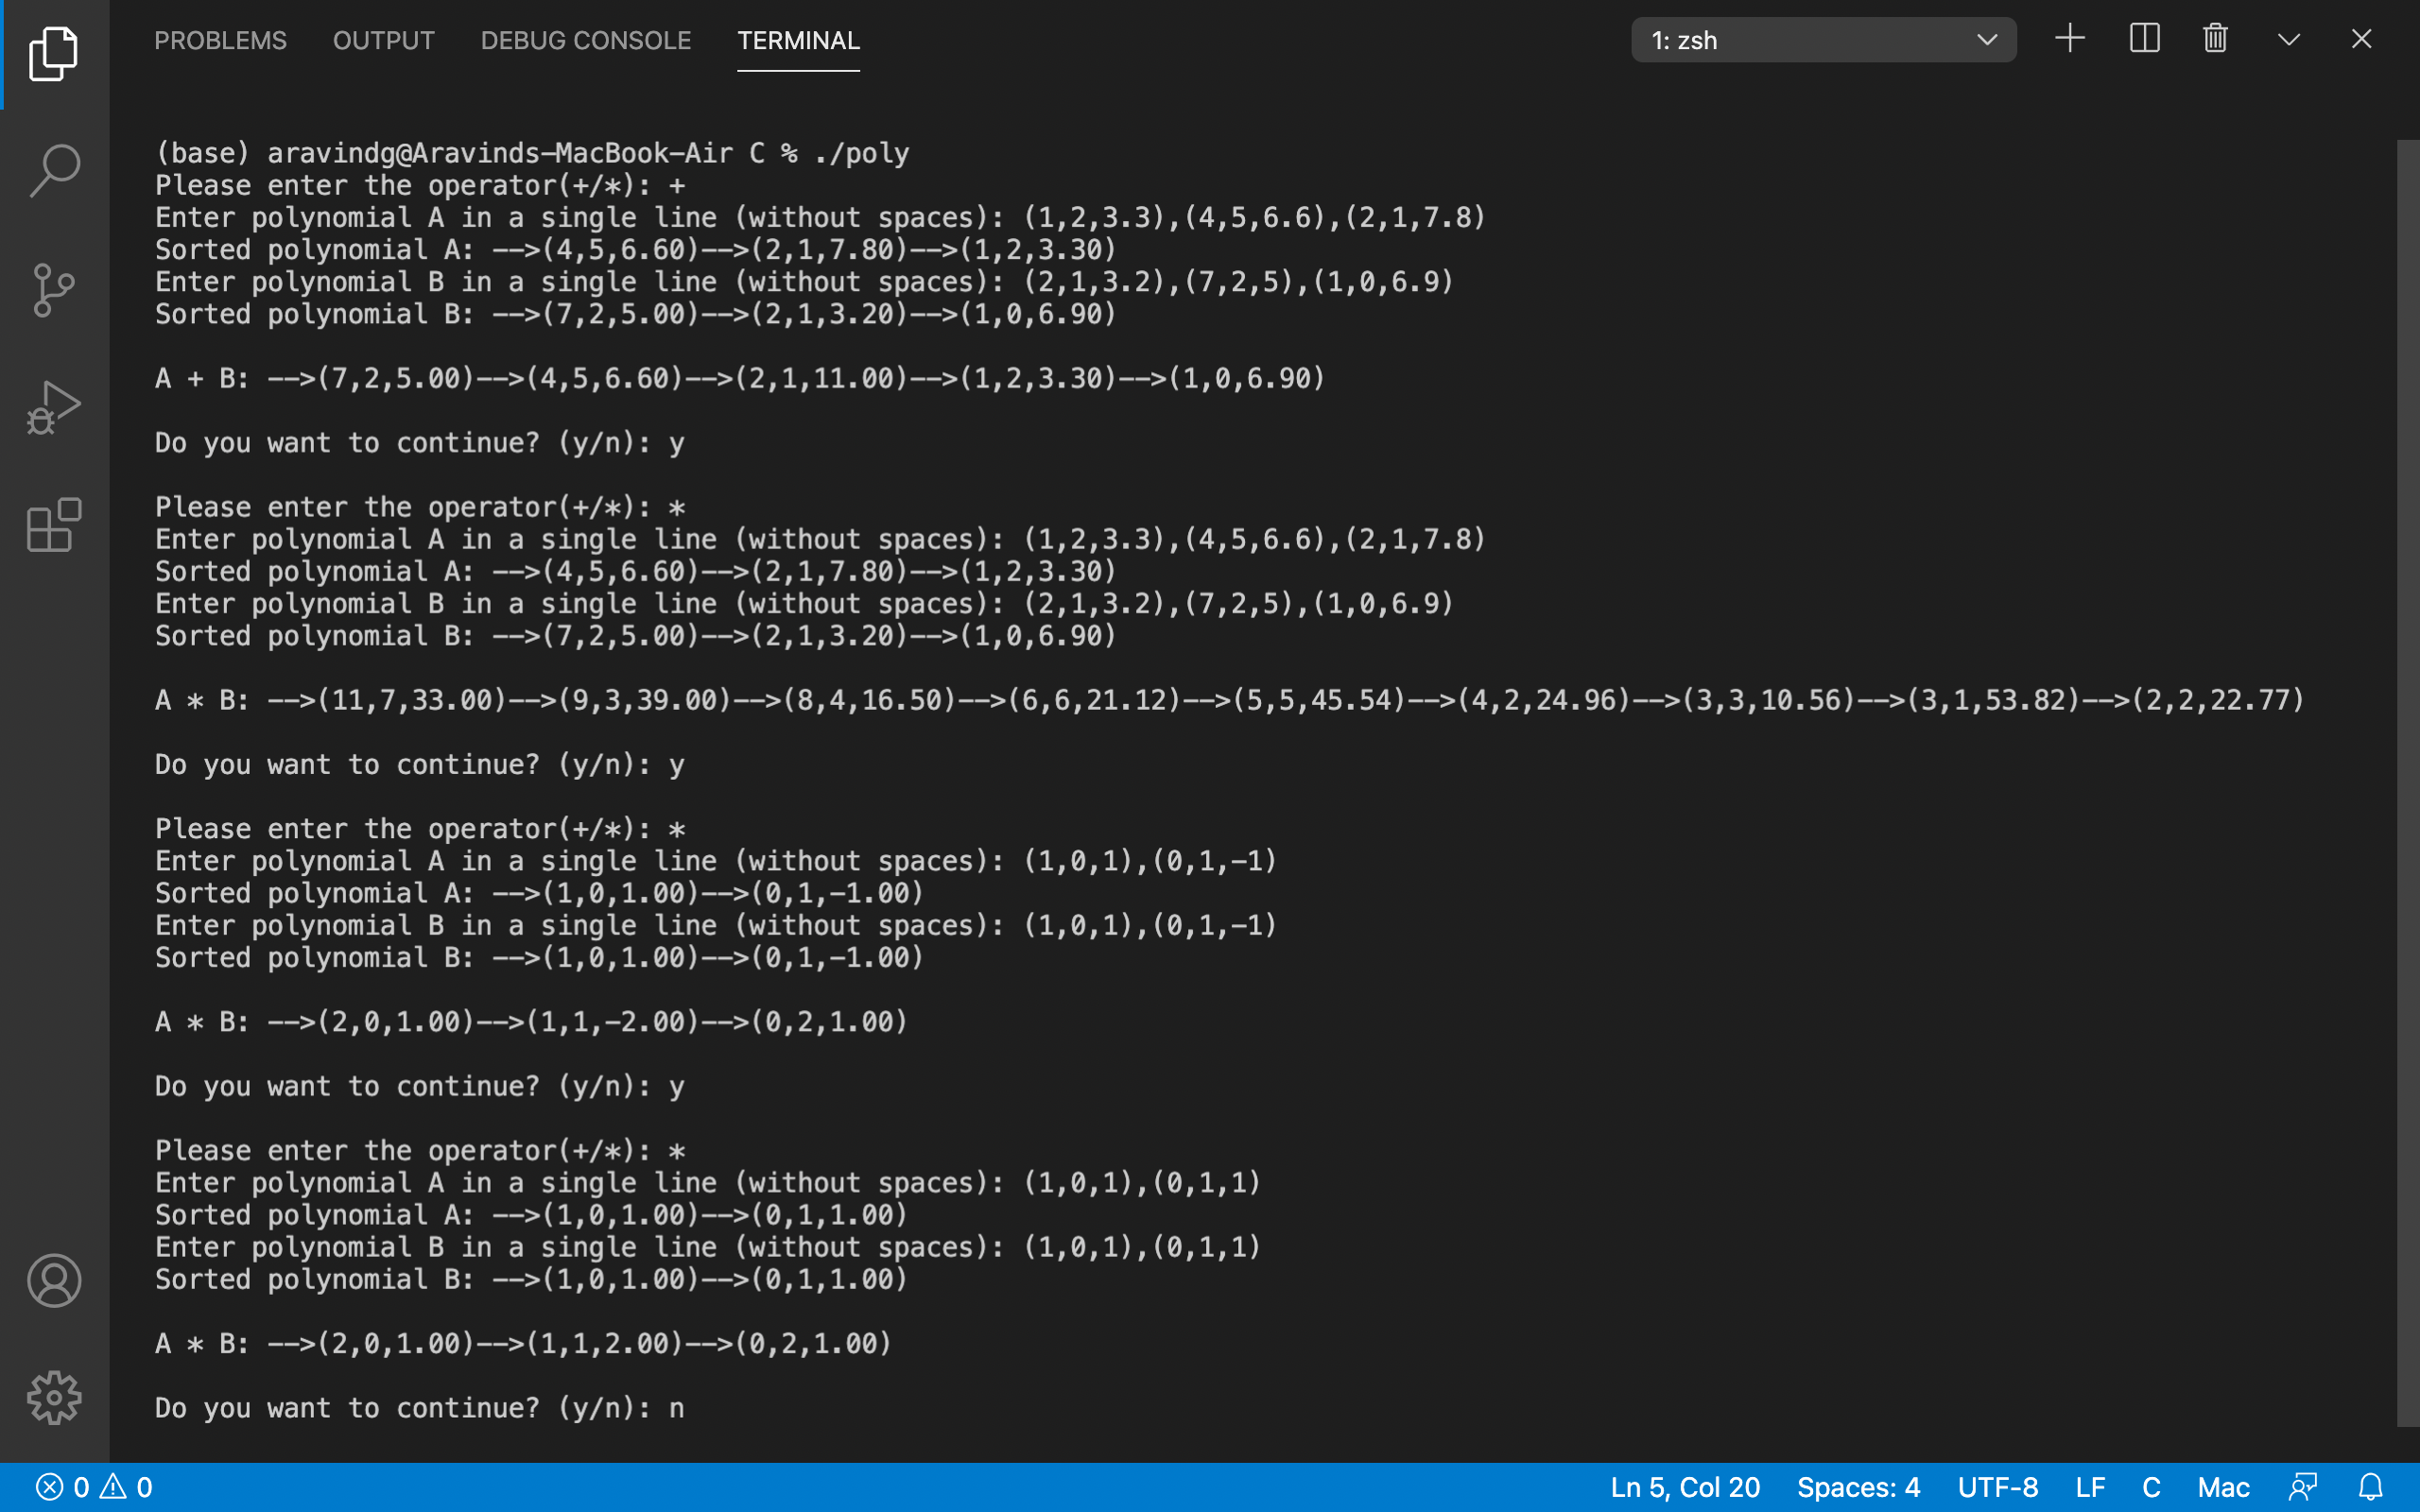 PROBLEMS OUTPUT DEBUG CONSOLE TERMINAL 1: zsh
(base) aravindg@Aravinds-MacBook-Air C % ./poly
Please enter the operator(+/*): +
Enter polynomial A in a single line (without spaces): (1,2,3.3),(4,5,6.6),(2,1,7.8)
Sorted polynomial A: -->(4,5,6.60)-->(2,1,7.80)-->(1,2,3.30)
Enter polynomial B in a single line (without spaces): (2,1,3.2),(7,2,5),(1,0,6.9)
Sorted polynomial B: -->(7,2,5.00)-->(2,1,3.20)-->(1,0,6.90)
A + B: -->(7,2,5.00)-->(4,5,6.60)-->(2,1,11.00)-->(1,2,3.30)-->(1,0,6.90)
Do you want to continue? (y/n): y
Please enter the operator(+/*): *
Enter polynomial A in a single line (without spaces): (1,2,3.3),(4,5,6.6),(2,1,7.8)
Sorted polynomial A: -->(4,5,6.60)-->(2,1,7.80)-->(1,2,3.30)
Enter polynomial B in a single line (without spaces): (2,1,3.2),(7,2,5),(1,0,6.9)
Sorted polynomial B: -->(7,2,5.00)-->(2,1,3.20)-->(1,0,6.90)
A * B: -->(11,7,33.00)-->(9,3,39.00)-->(8,4,16.50)-->(6,6,21.12)-->(5,5,45.54)-->(4,2,24.96)-->(3,3,10.56)-->(3,1,53.82)-->(2,2,22.77)
Do you want to continue? (y/n): y
Please enter the operator(+/*): *
Enter polynomial A in a single line (without spaces): (1,0,1),(0,1,-1)
Sorted polynomial A: -->(1,0,1.00)-->(0,1,-1.00)
Enter polynomial B in a single line (without spaces): (1,0,1),(0,1,-1)
Sorted polynomial B: -->(1,0,1.00)-->(0,1,-1.00)
A * B: -->(2,0,1.00)-->(1,1,-2.00)-->(0,2,1.00)
Do you want to continue? (y/n): y
Please enter the operator(+/*): *
Enter polynomial A in a single line (without spaces): (1,0,1),(0,1,1)
Sorted polynomial A: -->(1,0,1.00)-->(0,1,1.00)
Enter polynomial B in a single line (without spaces): (1,0,1),(0,1,1)
Sorted polynomial B: -->(1,0,1.00)-->(0,1,1.00)
A * B: -->(2,0,1.00)-->(1,1,2.00)-->(0,2,1.00)
Do you want to continue? (y/n): n
0 0 Ln 5, Col 20 Spaces: 4 UTF-8 LF C Mac